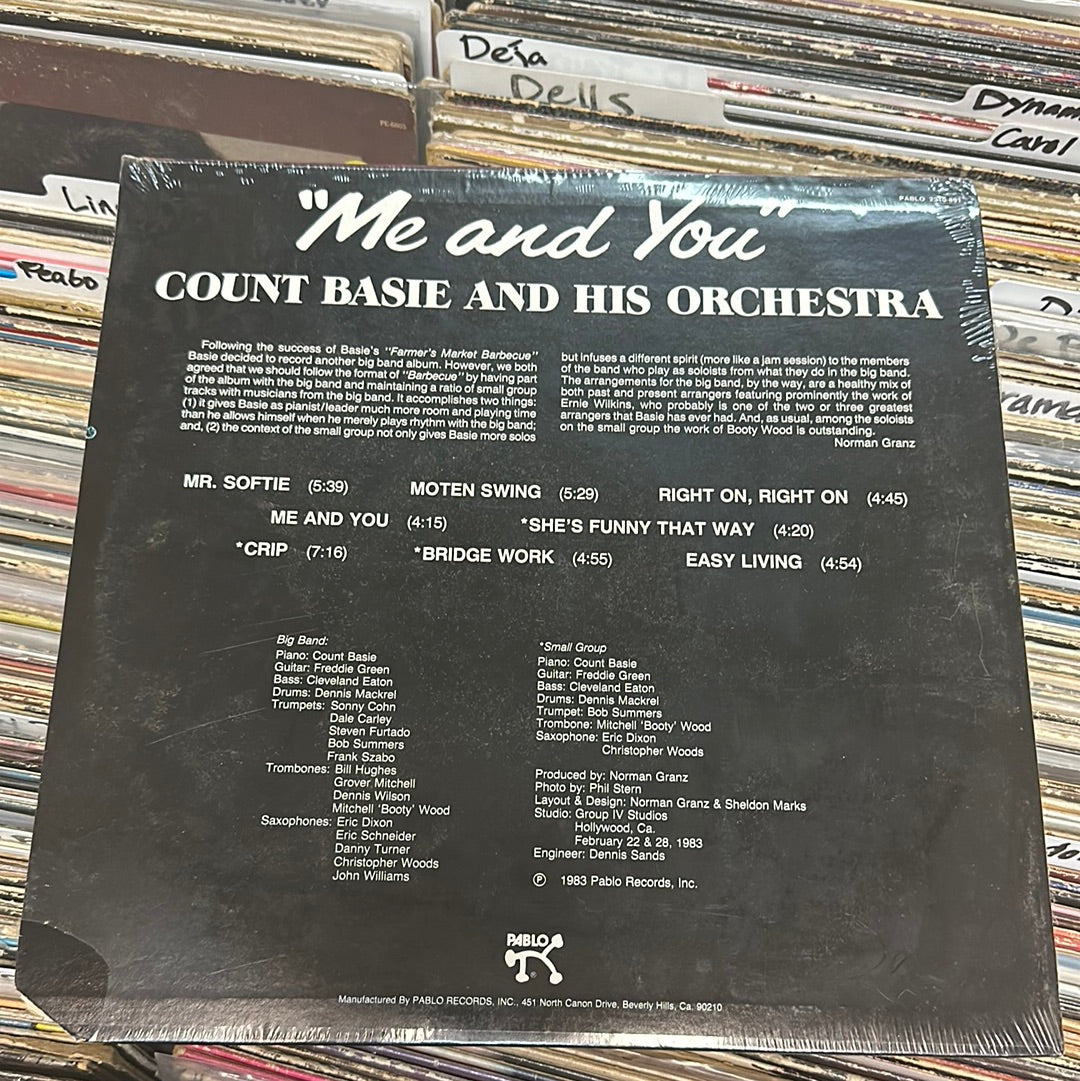 Deja
Dells
Dynam
Carol
PE-6805
Lin
Peabo
PABLO 2310-891
"Me and You"
COUNT BASIE AND HIS ORCHESTRA
Following the success of Basie's "Farmer's Market Barbecue"
Basie decided to record another big band album. However, we both
agreed that we should follow the format of "Barbecue" by having part
of the album with the big band and maintaining a ratio of small group
tracks with musicians from the big band. It accomplishes two things:
(1) it gives Basie as pianist/leader much more room and playing time
than he allows himself when he merely plays rhythm with the big band;
and, (2) the context of the small group not only gives Basie more solos
but infuses a different spirit (more like a jam session) to the members
of the band who play as soloists from what they do in the big band.
The arrangements for the big band, by the way, are a healthy mix of
both past and present arrangers featuring prominently the work of
Ernie Wilkins, who probably is one of the two or three greatest
arrangers that Basie has ever had. And, as usual, among the soloists
on the small group the work of Booty Wood is outstanding.
Norman Granz
MR. SOFTIE (5:39) MOTEN SWING (5:29) RIGHT ON, RIGHT ON (4:45)
ME AND YOU (4:15) *SHE'S FUNNY THAT WAY (4:20)
*CRIP (7:16) *BRIDGE WORK (4:55) EASY LIVING (4:54)
Big Band:
Piano: Count Basie
Guitar: Freddie Green
Bass: Cleveland Eaton
Drums: Dennis Mackrel
Trumpets: Sonny Cohn
Dale Carley
Steven Furtado
Bob Summers
Frank Szabo
Trombones: Bill Hughes
Grover Mitchell
Dennis Wilson
Mitchell 'Booty' Wood
Saxophones: Eric Dixon
Eric Schneider
Danny Turner
Christopher Woods
John Williams
*Small Group
Piano: Count Basie
Guitar: Freddie Green
Bass: Cleveland Eaton
Drums: Dennis Mackrel
Trumpet: Bob Summers
Trombone: Mitchell 'Booty' Wood
Saxophone: Eric Dixon
Christopher Woods
Produced by: Norman Granz
Photo by: Phil Stern
Layout & Design: Norman Granz & Sheldon Marks
Studio: Group IV Studios
Hollywood, Ca.
February 22 & 28, 1983
Engineer: Dennis Sands
℗ 1983 Pablo Records, Inc.
PABLO
®
Manufactured By PABLO RECORDS, INC., 451 North Canon Drive, Beverly Hills, Ca. 90210